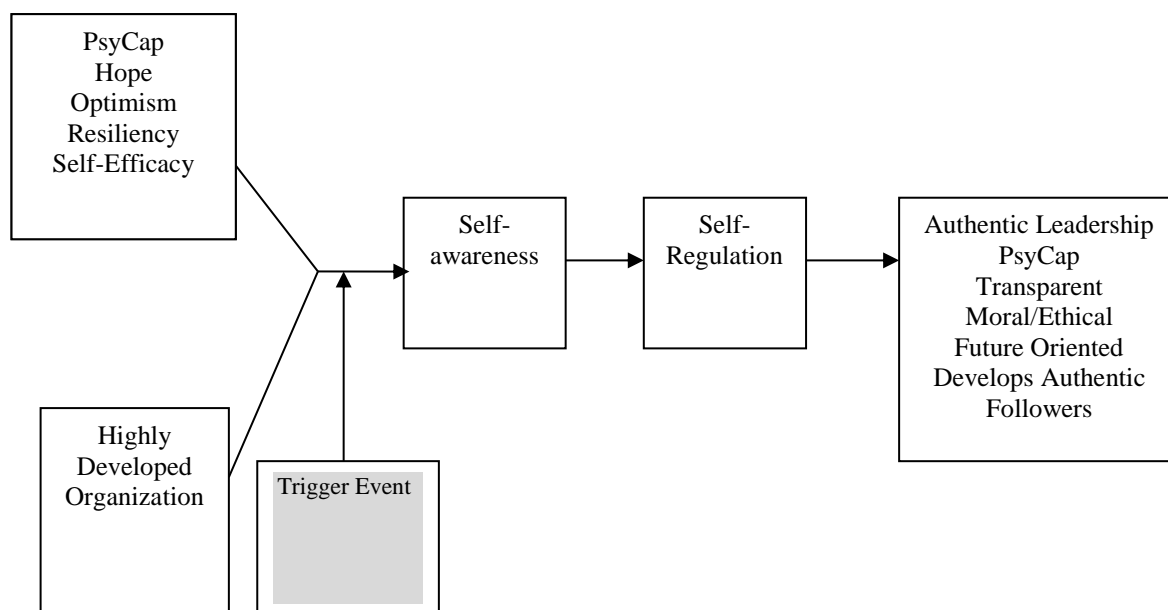 PsyCap
Hope
Optimism
Resiliency
Self-Efficacy
Self-
awareness
Self-
Regulation
Authentic Leadership
PsyCap
Transparent
Moral/Ethical
Future Oriented
Develops Authentic
Followers
Highly
Developed
Organization
Trigger Event